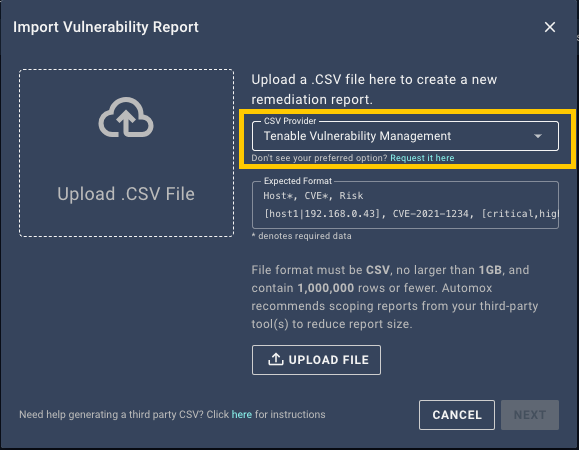 Import Vulnerability Report
Upload .CSV File
Upload a .CSV file here to create a new
remediation report.
CSV Provider
Tenable Vulnerability Management
Don't see your preferred option? Request it here
Expected Format
Host*, CVE*, Risk
[host1|192.168.0.43], CVE-2021-1234, [critical,hig
* denotes required data
File format must be CSV, no larger than 1GB, and
contain 1,000,000 rows or fewer. Automox
recommends scoping reports from your third-party
tool(s) to reduce report size.
UPLOAD FILE
Need help generating a third party CSV? Click here for instructions
CANCEL
NEXT